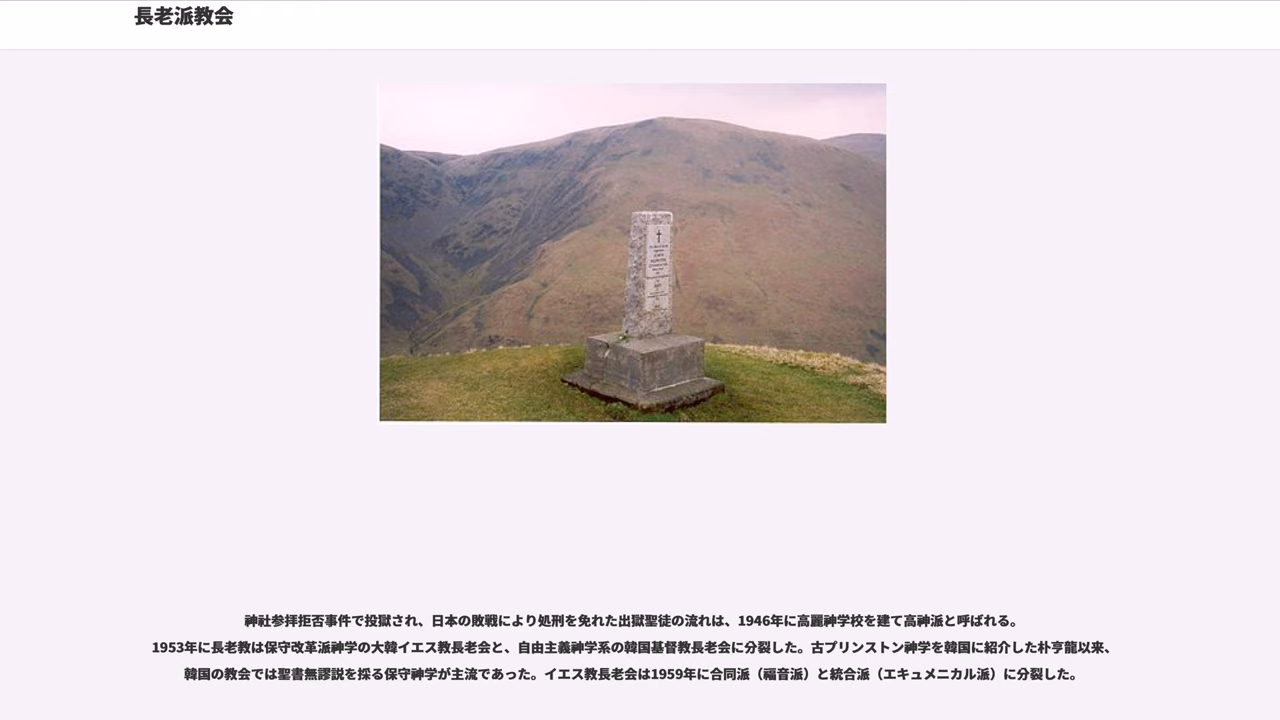 長老派教会
神社参拝拒否事件で投獄され、日本の敗戦により処刑を免れた出獄聖徒の流れは、1946年に高麗神学校を建て高神派と呼ばれる。
1953年に長老教は保守改革派神学の大韓イエス教長老会と、自由主義神学系の韓国基督教長老会に分裂した。古プリンストン神学を韓国に紹介した朴亨龍以来、
韓国の教会では聖書無謬説を採る保守神学が主流であった。イエス教長老会は1959年に合同派（福音派）と統合派（エキュメニカル派）に分裂した。